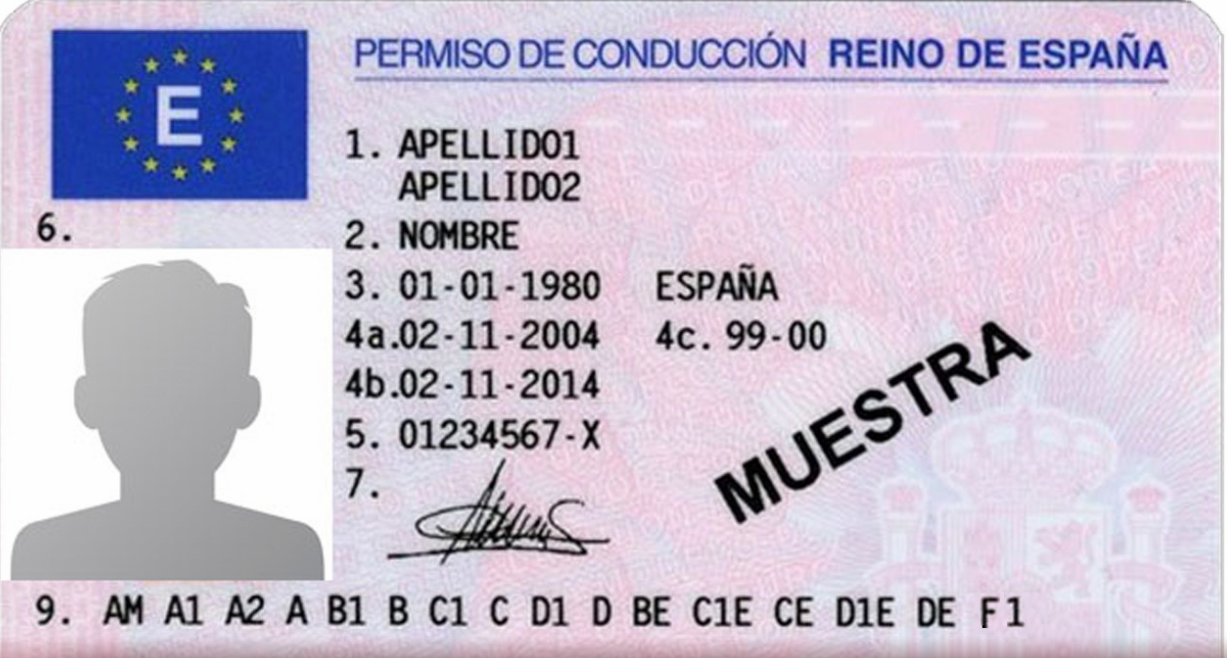 PERMISO DE CONDUCCIÓN REINO DE ESPAÑA
E
1. APELLIDO1
APELLIDO2
6.
2. NOMBRE
3. 01-01-1980 ESPAÑA
4a.02-11-2004 4c. 99-00
4b.02-11-2014
5. 01234567-X
7.
MUESTRA
9. AM A1 A2 A B1 B C1 C D1 D BE C1E CE D1E DE F1